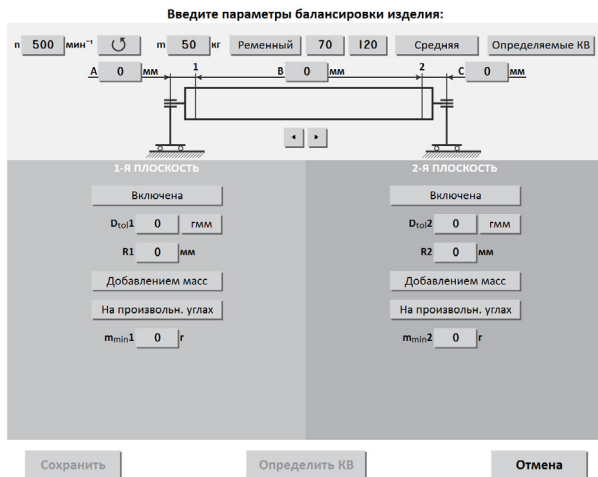 Введите параметры балансировки изделия:
n 500 мин⁻¹ m 50 кг Ременный 70 120 Средняя Определяемые КВ
A 0 мм 1 B 0 мм 2 C 0 мм
1-Я ПЛОСКОСТЬ 2-Я ПЛОСКОСТЬ
Включена Включена
Dtol1 0 гмм Dtol2 0 гмм
R1 0 мм R2 0 мм
Добавлением масс Добавлением масс
На произвольн. углах На произвольн. углах
mmin1 0 г mmin2 0 г
Сохранить Определить КВ Отмена